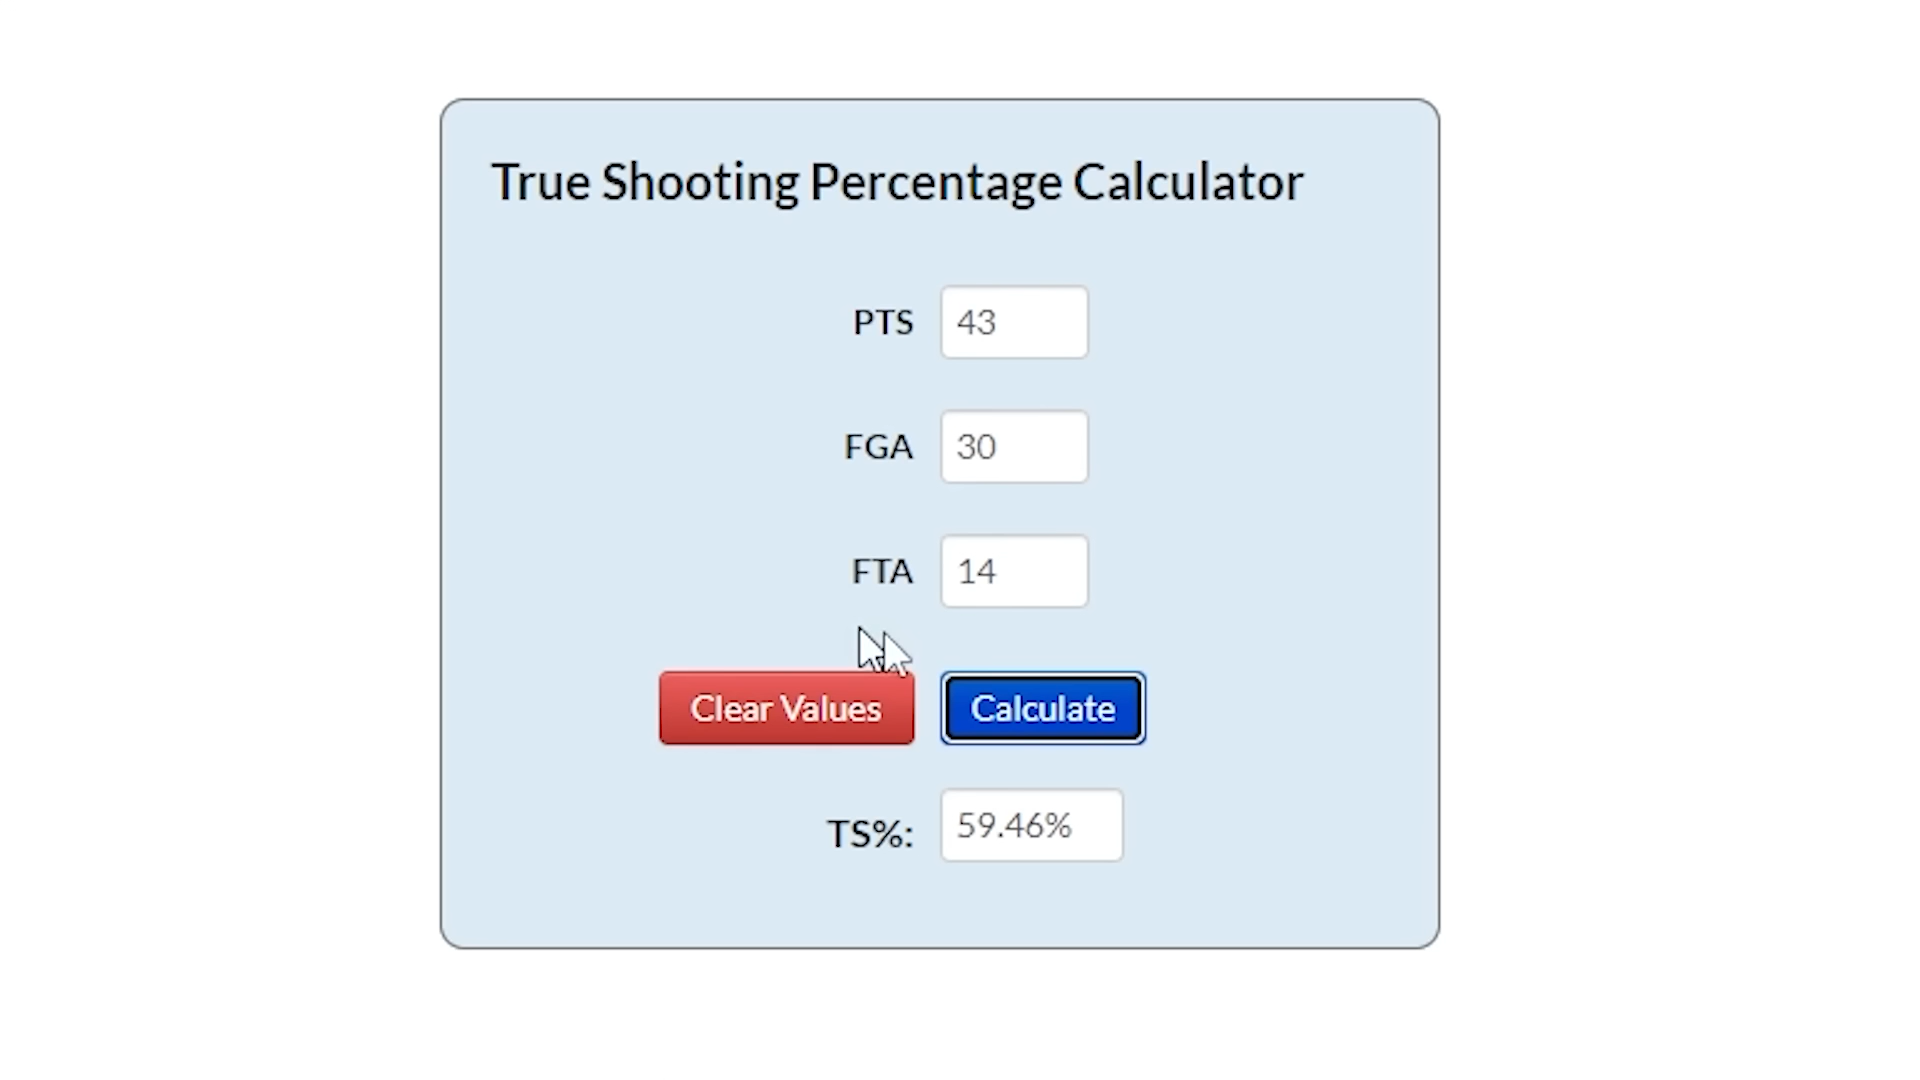 True Shooting Percentage Calculator
PTS 43
FGA 30
FTA 14
Clear Values Calculate
TS%: 59.46%